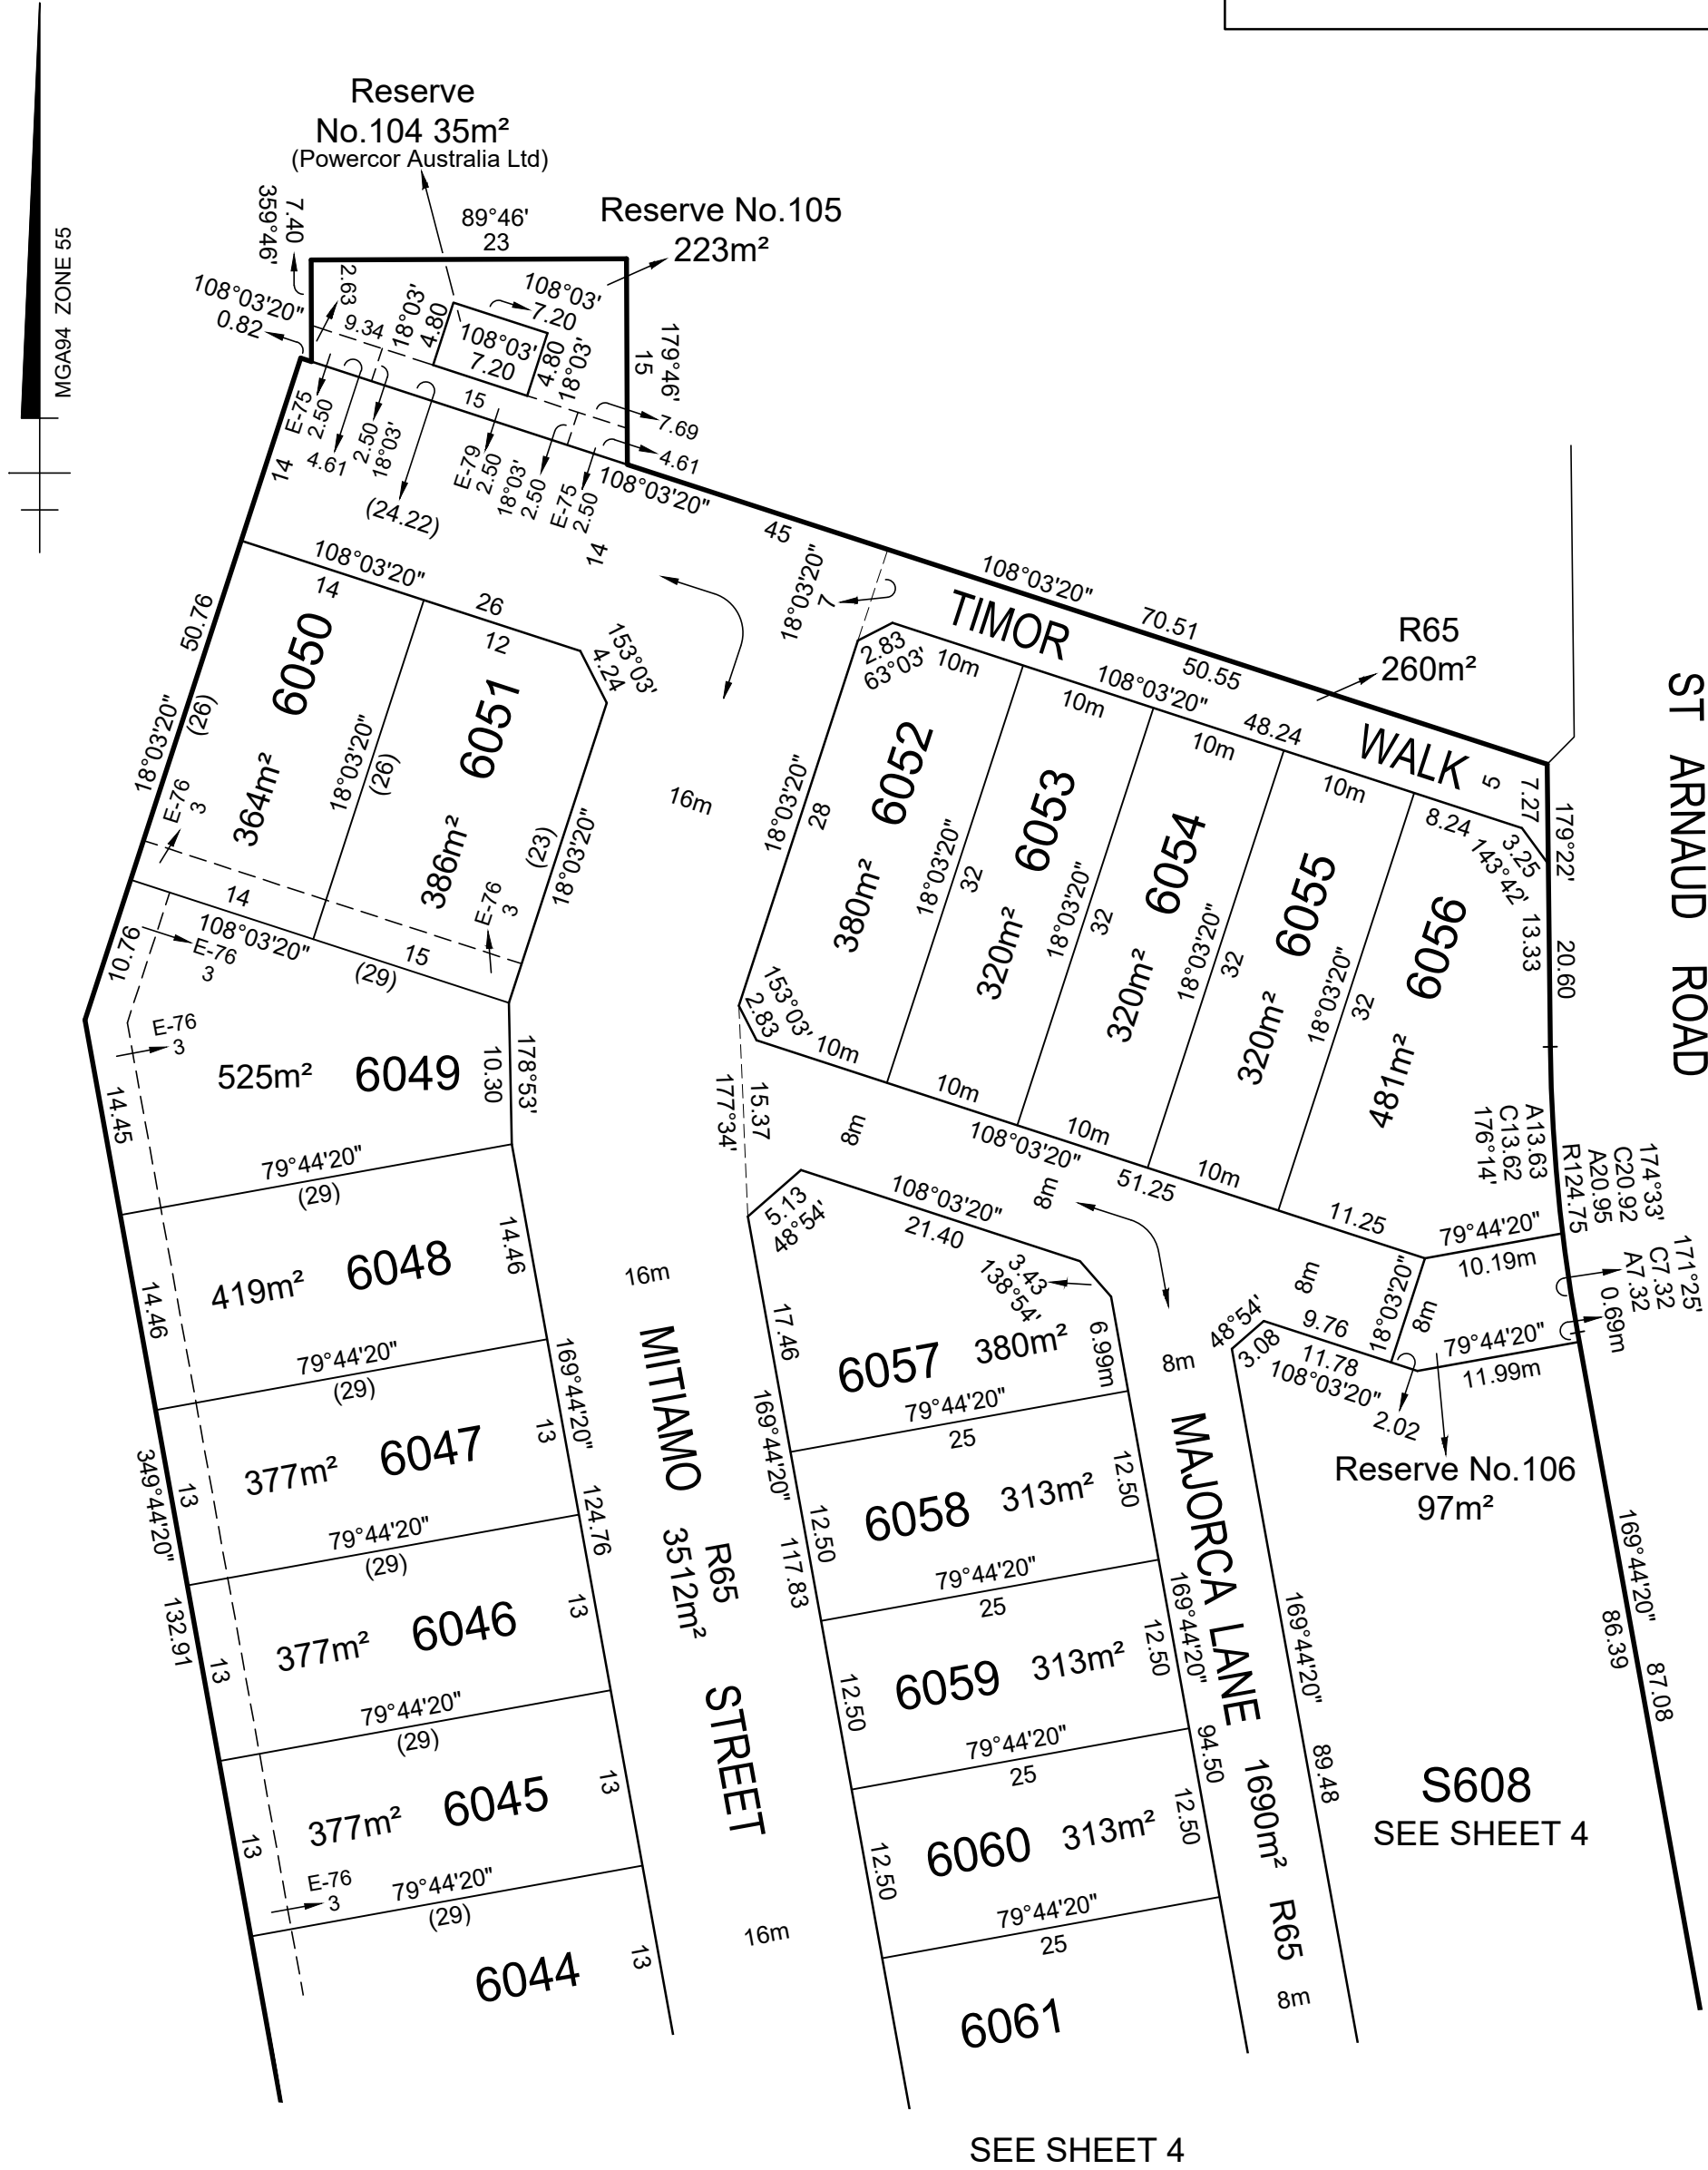 MGA94 ZONE 55
Reserve
No.104 35m²
(Powercor Australia Ltd)
Reserve No.105
223m²
89°46'
23
7.40
359°46'
108°03'20"
0.82
2.63
9.34
18°03'
4.80
108°03'
7.20
108°03'
7.20
4.80
18°03'
179°46'
15
15
7.69
4.61
E-75
2.50
4.61
2.50
18°03'
(24.22)
E-79
2.50
18°03'
2.50
E-75
2.50
14
14
108°03'20"
45
18°03'20"
7
108°03'20"
70.51
TIMOR
WALK
R65
260m²
50.55
108°03'20"
48.24
5
7.27
179°22'
20.60
13.33
3.25
143°42'
8.24
ST ARNAUD ROAD
50.76
18°03'20"
(26)
108°03'20"
14
26
12
153°03'
4.24
6050
364m²
18°03'20"
(26)
6051
386m²
(23)
18°03'20"
E-76
3
E-76
3
14
108°03'20"
15
(29)
10.76
E-76
3
E-76
3
16m
2.83
63°03'
10m
10m
10m
10m
18°03'20"
28
6052
380m²
18°03'20"
32
6053
320m²
18°03'20"
32
6054
320m²
18°03'20"
32
6055
320m²
18°03'20"
32
6056
481m²
153°03'
2.83
10m
10m
10m
10m
108°03'20"
51.25
11.25
15.37
177°34'
8m
8m
A13.63
C13.62
176°14'
174°33'
C20.92
A20.95
R124.75
171°25'
C7.32
A7.32
0.69m
79°44'20"
10.19m
18°03'20"
8m
8m
79°44'20"
11.99m
48°54'
3.08
9.76
11.78
108°03'20"
2.02
Reserve No.106
97m²
525m²
6049
10.30
178°53'
14.45
79°44'20"
(29)
419m²
6048
14.46
14.46
79°44'20"
(29)
169°44'20"
124.76
377m²
6047
13
13
79°44'20"
(29)
349°44'20"
132.91
377m²
6046
13
13
79°44'20"
(29)
377m²
6045
13
13
E-76
3
79°44'20"
(29)
6044
13
16m
MITIAMO STREET
R65
3512m²
16m
5.13
48°54'
108°03'20"
21.40
3.43
138°54'
6.99m
17.46
169°44'20"
117.83
6057
380m²
79°44'20"
25
6058
313m²
12.50
12.50
79°44'20"
25
6059
313m²
12.50
12.50
169°44'20"
94.50
79°44'20"
25
6060
313m²
12.50
12.50
79°44'20"
25
6061
8m
MAJORCA LANE 1690m² R65
8m
169°44'20"
89.48
169°44'20"
86.39
87.08
S608
SEE SHEET 4
SEE SHEET 4